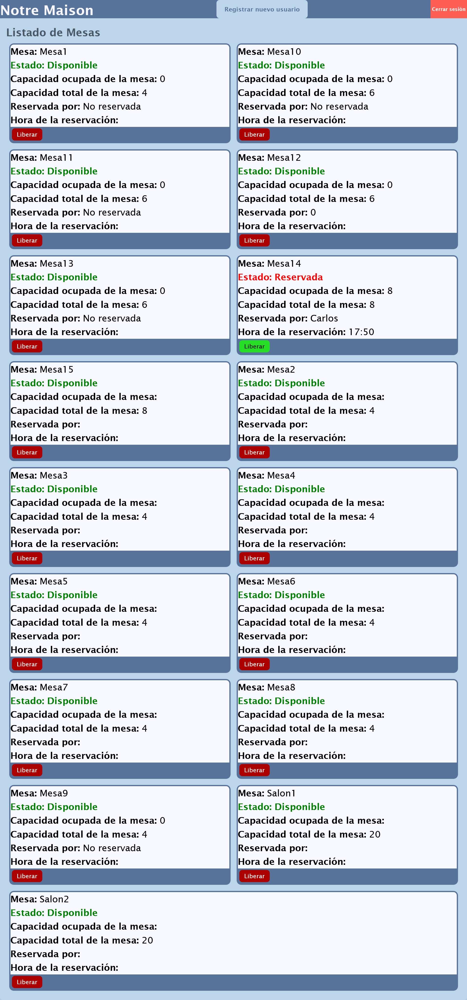 Notre Maison
Registrar nuevo usuario
Cerrar sesión
Listado de Mesas
Mesa: Mesa1
Estado: Disponible
Capacidad ocupada de la mesa: 0
Capacidad total de la mesa: 4
Reservada por: No reservada
Hora de la reservación:
Liberar
Mesa: Mesa10
Estado: Disponible
Capacidad ocupada de la mesa: 0
Capacidad total de la mesa: 6
Reservada por: No reservada
Hora de la reservación:
Liberar
Mesa: Mesa11
Estado: Disponible
Capacidad ocupada de la mesa: 0
Capacidad total de la mesa: 6
Reservada por: No reservada
Hora de la reservación:
Liberar
Mesa: Mesa12
Estado: Disponible
Capacidad ocupada de la mesa: 0
Capacidad total de la mesa: 6
Reservada por: 0
Hora de la reservación:
Liberar
Mesa: Mesa13
Estado: Disponible
Capacidad ocupada de la mesa: 0
Capacidad total de la mesa: 6
Reservada por: No reservada
Hora de la reservación:
Liberar
Mesa: Mesa14
Estado: Reservada
Capacidad ocupada de la mesa: 8
Capacidad total de la mesa: 8
Reservada por: Carlos
Hora de la reservación: 17:50
Liberar
Mesa: Mesa15
Estado: Disponible
Capacidad ocupada de la mesa:
Capacidad total de la mesa: 8
Reservada por:
Hora de la reservación:
Liberar
Mesa: Mesa2
Estado: Disponible
Capacidad ocupada de la mesa:
Capacidad total de la mesa: 4
Reservada por:
Hora de la reservación:
Liberar
Mesa: Mesa3
Estado: Disponible
Capacidad ocupada de la mesa:
Capacidad total de la mesa: 4
Reservada por:
Hora de la reservación:
Liberar
Mesa: Mesa4
Estado: Disponible
Capacidad ocupada de la mesa:
Capacidad total de la mesa: 4
Reservada por:
Hora de la reservación:
Liberar
Mesa: Mesa5
Estado: Disponible
Capacidad ocupada de la mesa:
Capacidad total de la mesa: 4
Reservada por:
Hora de la reservación:
Liberar
Mesa: Mesa6
Estado: Disponible
Capacidad ocupada de la mesa:
Capacidad total de la mesa: 4
Reservada por:
Hora de la reservación:
Liberar
Mesa: Mesa7
Estado: Disponible
Capacidad ocupada de la mesa:
Capacidad total de la mesa: 4
Reservada por:
Hora de la reservación:
Liberar
Mesa: Mesa8
Estado: Disponible
Capacidad ocupada de la mesa:
Capacidad total de la mesa: 4
Reservada por:
Hora de la reservación:
Liberar
Mesa: Mesa9
Estado: Disponible
Capacidad ocupada de la mesa: 0
Capacidad total de la mesa: 4
Reservada por: No reservada
Hora de la reservación:
Liberar
Mesa: Salon1
Estado: Disponible
Capacidad ocupada de la mesa:
Capacidad total de la mesa: 20
Reservada por:
Hora de la reservación:
Liberar
Mesa: Salon2
Estado: Disponible
Capacidad ocupada de la mesa:
Capacidad total de la mesa: 20
Reservada por:
Hora de la reservación:
Liberar